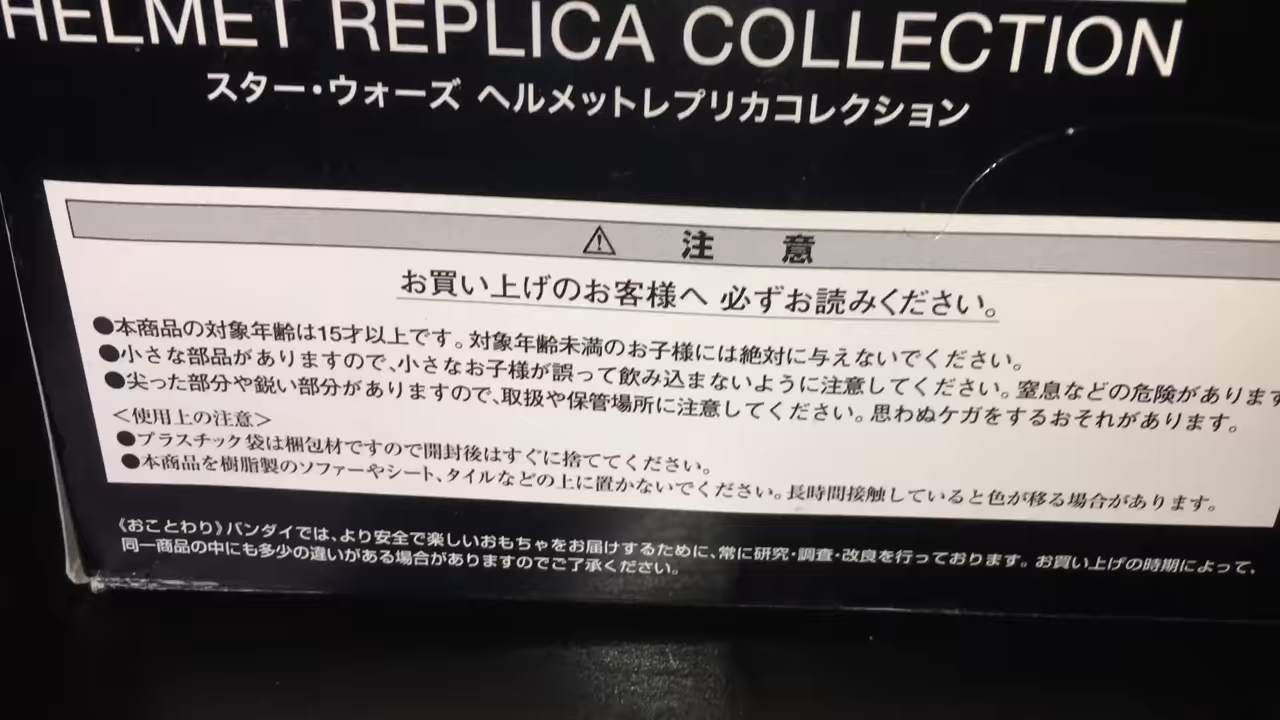 HELMET REPLICA COLLECTION
スター・ウォーズ ヘルメットレプリカコレクション
⚠ 注 意
お買い上げのお客様へ 必ずお読みください。
●本商品の対象年齢は15才以上です。対象年齢未満のお子様には絶対に与えないでください。
●小さな部品がありますので、小さなお子様が誤って飲み込まないように注意してください。窒息などの危険があります
●尖った部分や鋭い部分がありますので、取扱や保管場所に注意してください。思わぬケガをするおそれがあります。
＜使用上の注意＞
●プラスチック袋は梱包材ですので開封後はすぐに捨ててください。
●本商品を樹脂製のソファーやシート、タイルなどの上に置かないでください。長時間接触していると色が移る場合があります。
《おことわり》バンダイでは、より安全で楽しいおもちゃをお届けするために、常に研究・調査・改良を行っております。お買い上げの時期によって、
同一商品の中にも多少の違いがある場合がありますのでご了承ください。